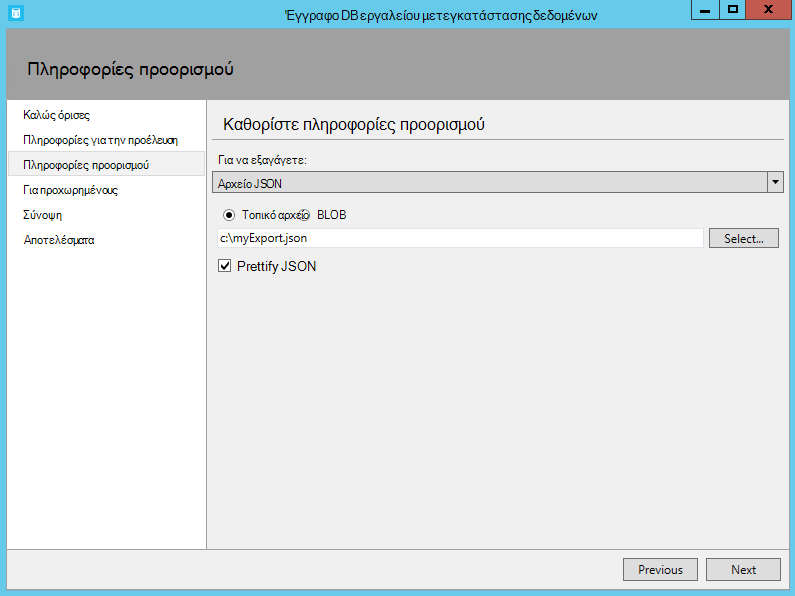 Έγγραφο DB εργαλείου μετεγκατάστασης δεδομένων
Πληροφορίες προορισμού
Καλώς όρισες
Πληροφορίες για την προέλευση
Πληροφορίες προορισμού
Για προχωρημένους
Σύνοψη
Αποτελέσματα
Καθορίστε πληροφορίες προορισμού
Για να εξαγάγετε:
Αρχείο JSON
Τοπικό αρχείο BLOB
c:\myExport.json Select...
Prettify JSON
Previous Next